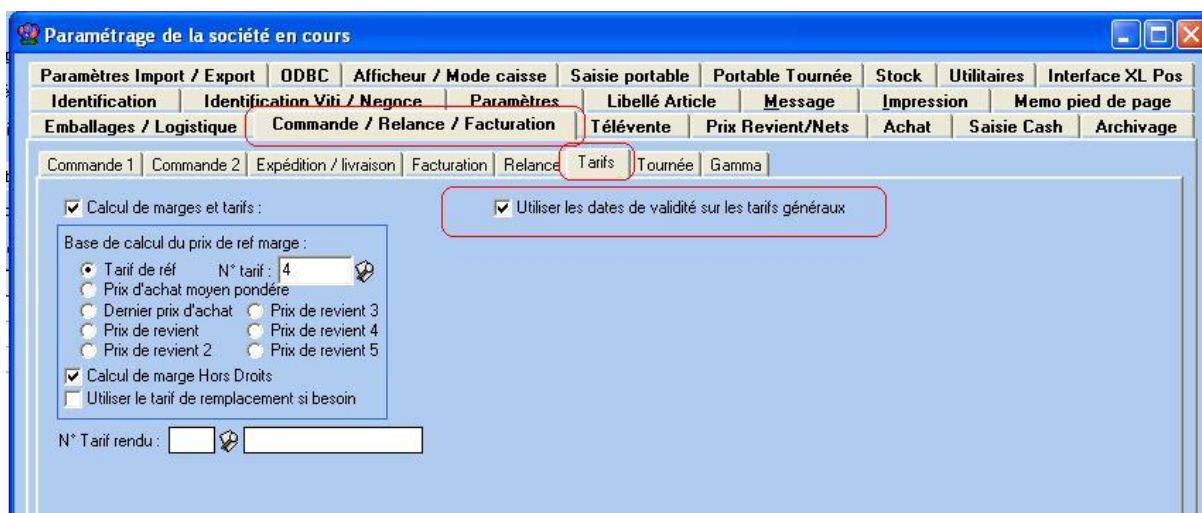 Paramétrage de la société en cours
Paramètres Import / Export ODBC Afficheur / Mode caisse Saisie portable Portable Tournée Stock Utilitaires Interface XL Pos
Identification Identification Viti / Negoce Paramètres Libellé Article Message Impression Memo pied de page
Emballages / Logistique Commande / Relance / Facturation Télévente Prix Revient/Nets Achat Saisie Cash Archivage
Commande 1 Commande 2 Expédition / livraison Facturation Relance Tarifs Tournée Gamma
Calcul de marges et tarifs : Utiliser les dates de validité sur les tarifs généraux
Base de calcul du prix de ref marge :
Tarif de réf N° tarif : 4
Prix d'achat moyen pondére
Dernier prix d'achat Prix de revient 3
Prix de revient Prix de revient 4
Prix de revient 2 Prix de revient 5
Calcul de marge Hors Droits
Utiliser le tarif de remplacement si besoin
N° Tarif rendu :